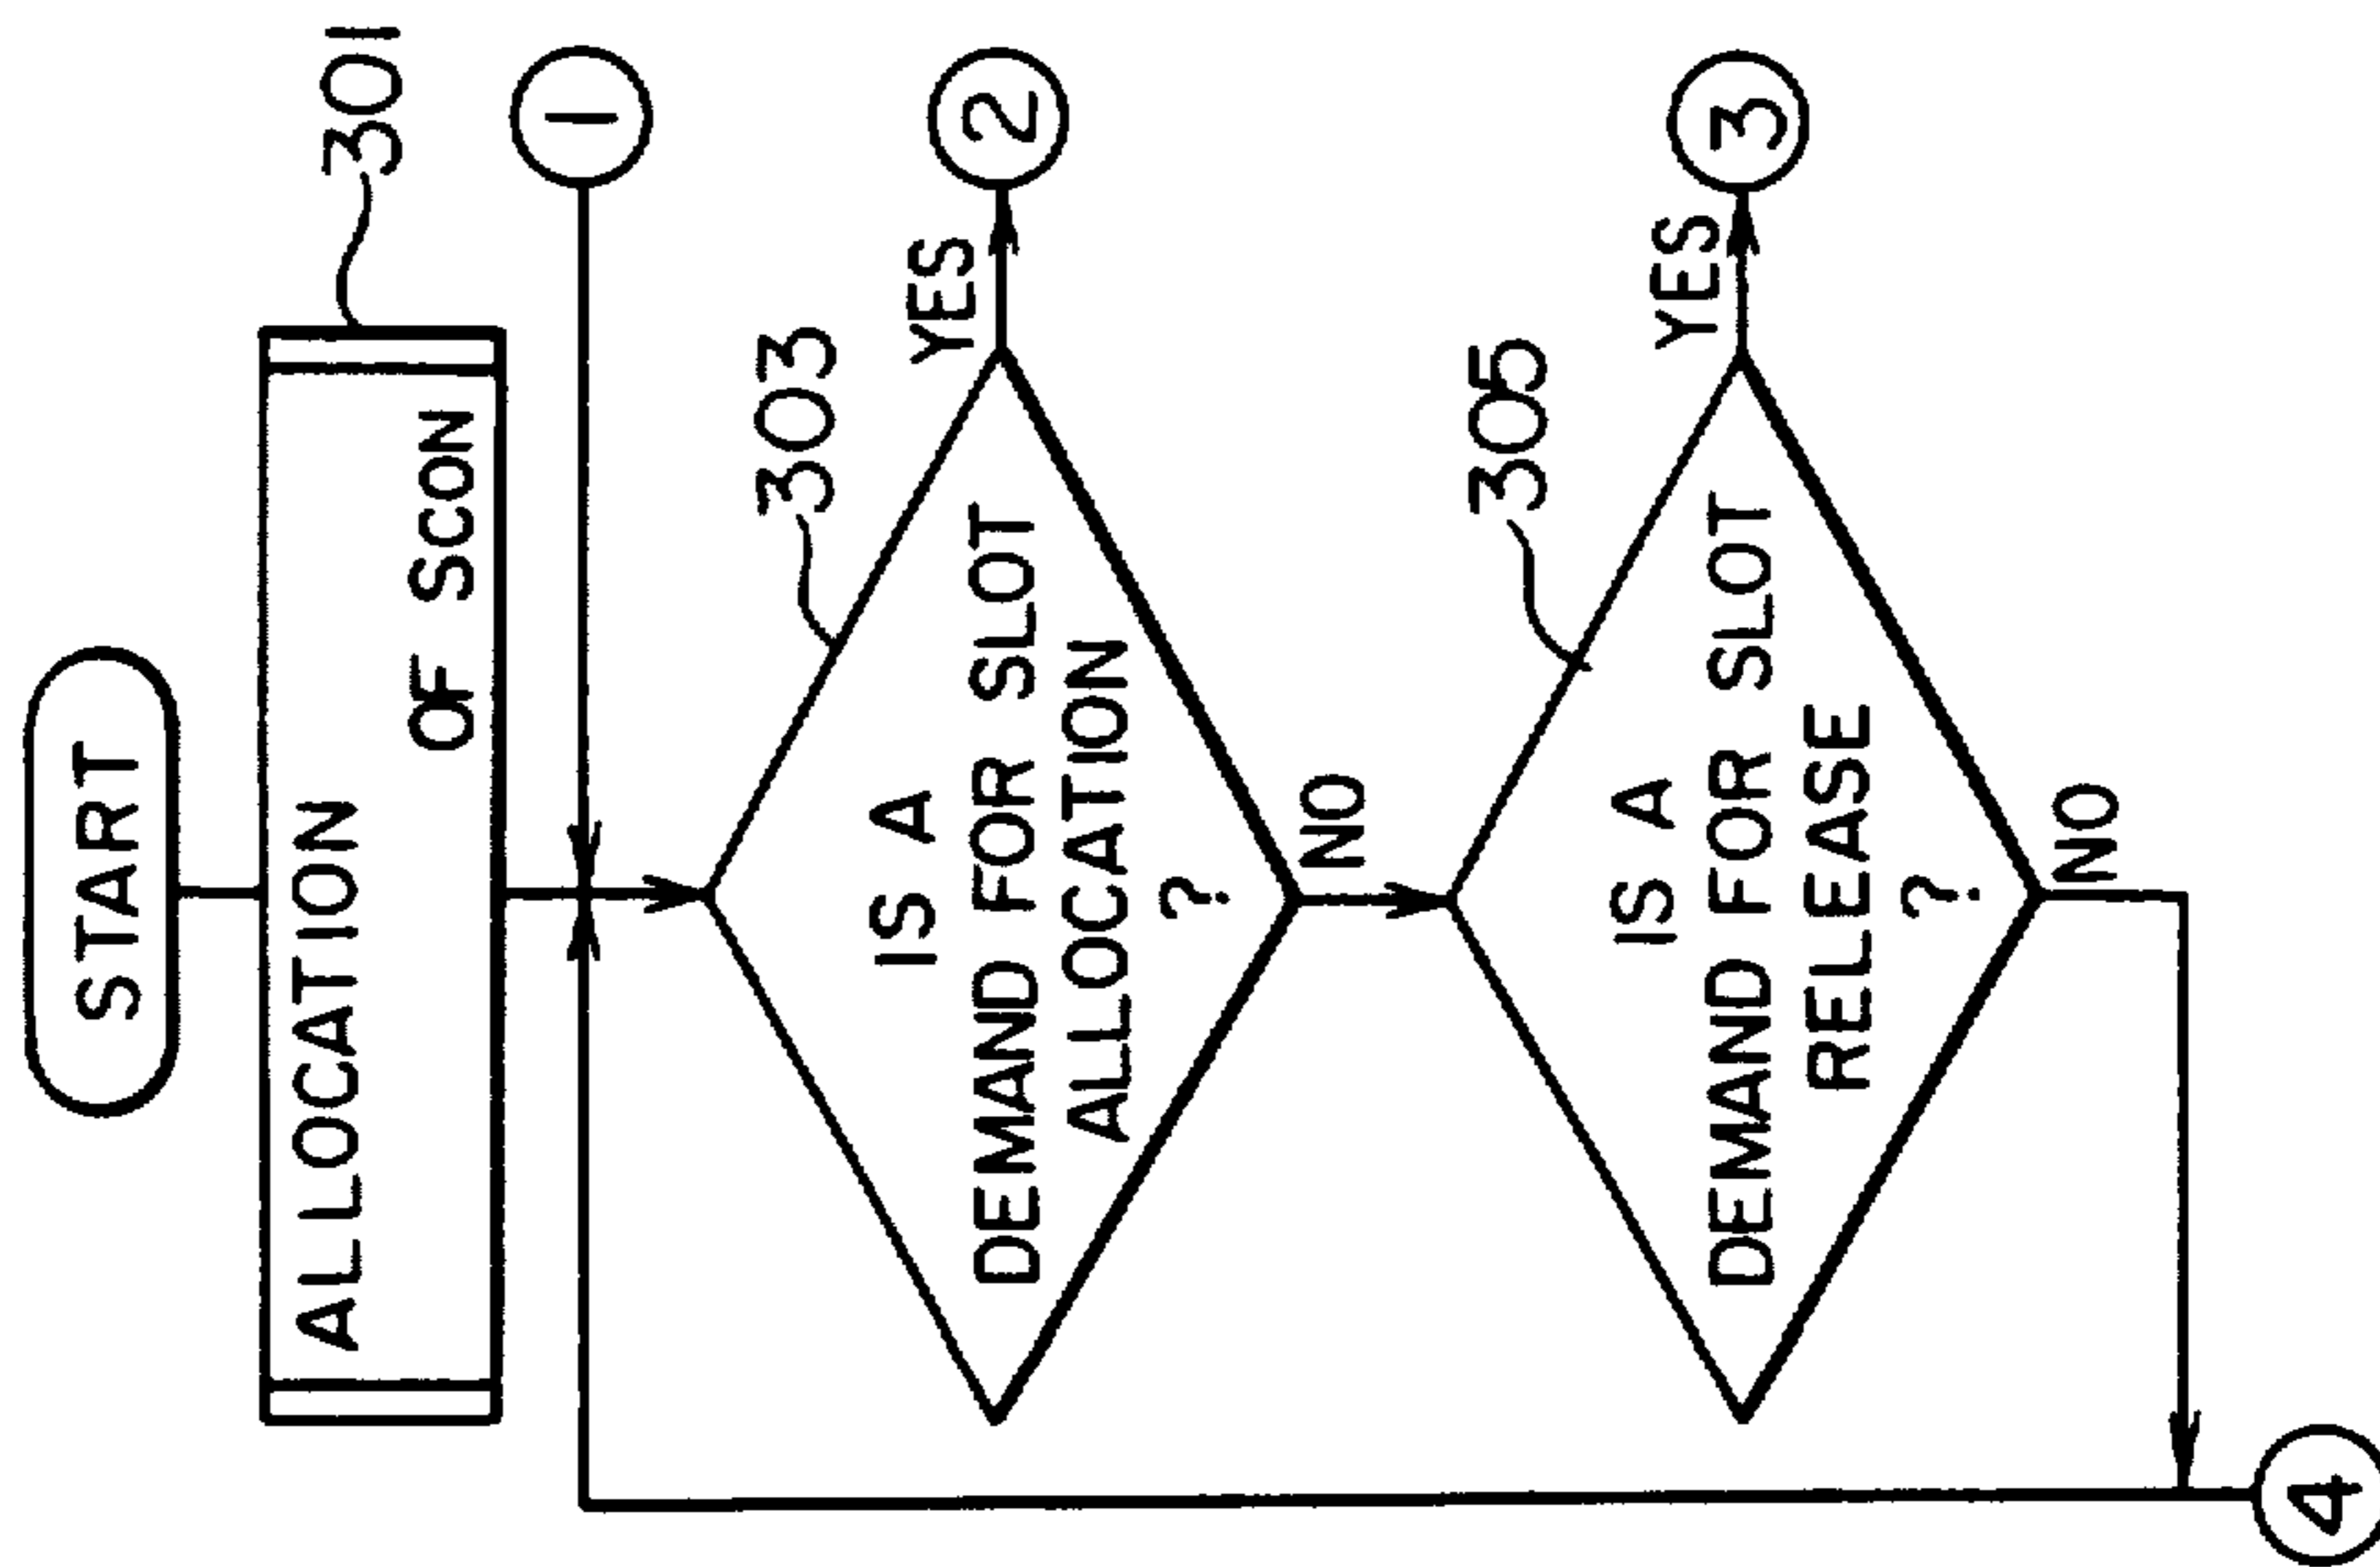 START
ALLOCATION
OF SCON
3011
1
303
IS A
DEMAND FOR SLOT
ALLOCATION
?
YES
2
NO
305
IS A
DEMAND FOR SLOT
RELEASE
?
YES
3
NO
4